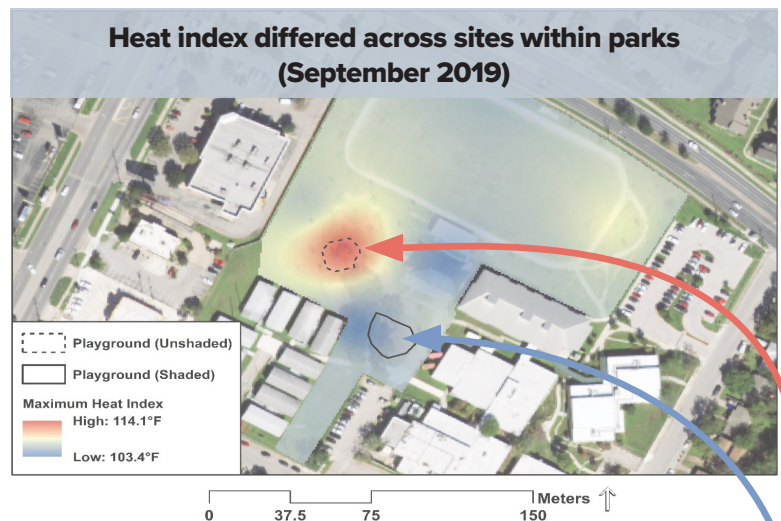 Heat index differed across sites within parks
(September 2019)
Playground (Unshaded)
Playground (Shaded)
Maximum Heat Index
High: 114.1°F
Low: 103.4°F
Meters
0 37.5 75 150